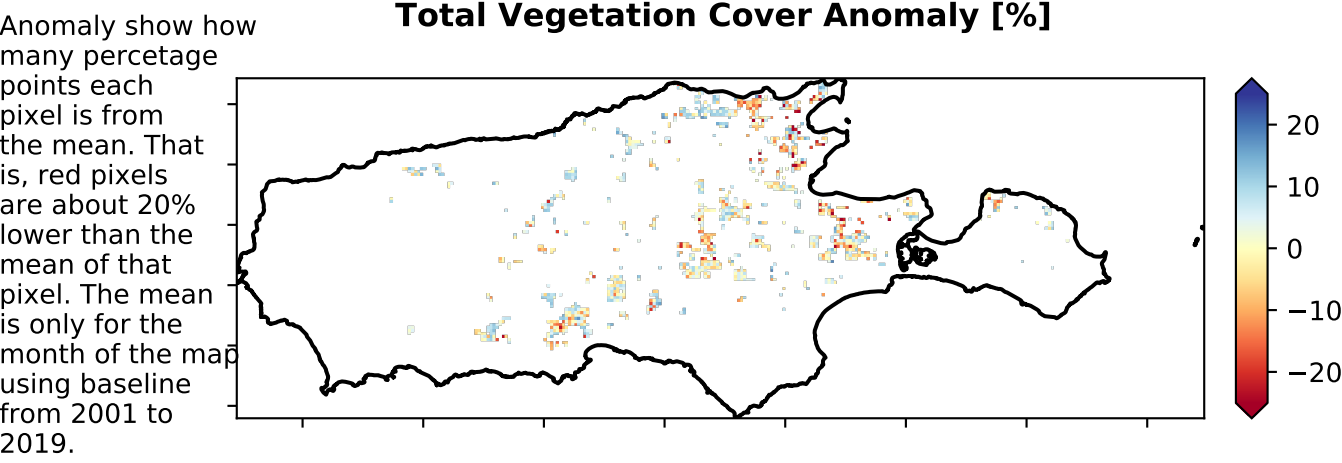 Total Vegetation Cover Anomaly [%]
Anomaly show how
many percetage
points each
pixel is from
the mean. That
is, red pixels
are about 20%
lower than the
mean of that
pixel. The mean
is only for the
month of the map
using baseline
from 2001 to
2019.
20
10
0
−10
−20